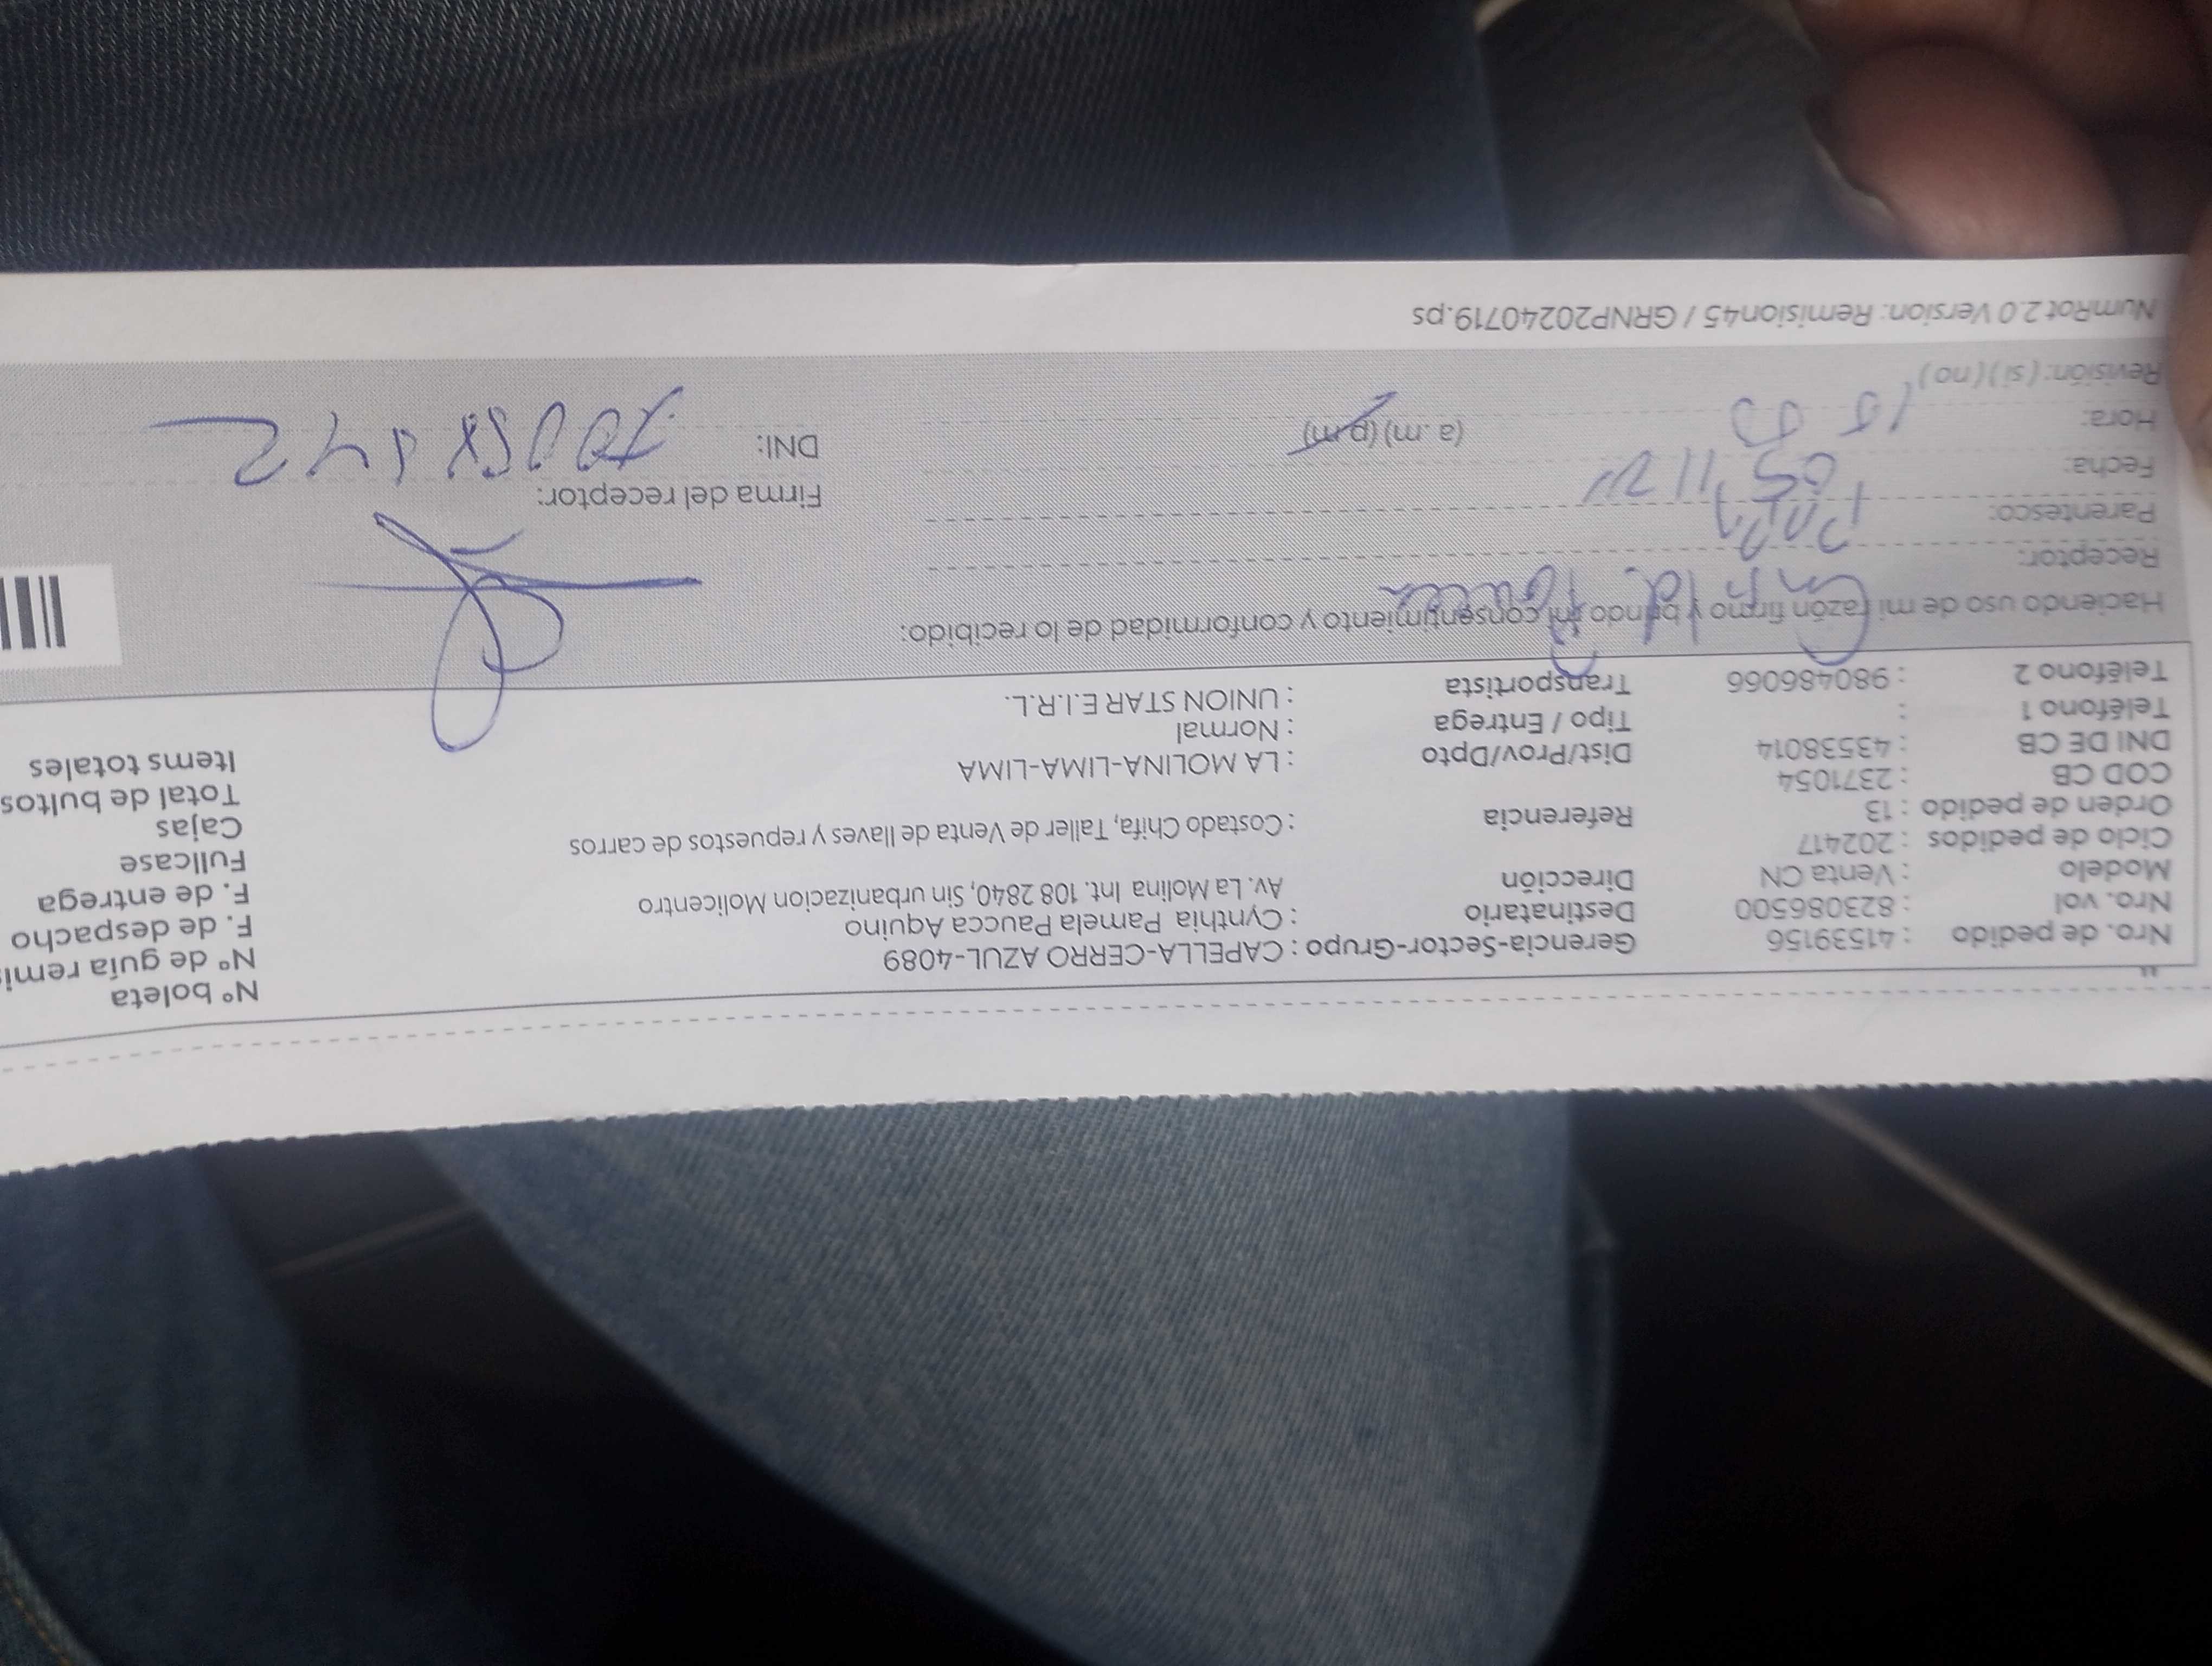 Nro. de pedido : 41539156 Gerencia-Sector-Grupo : CAPELLA-CERRO AZUL-4089 N° boleta
Nro. vol : 823086500 Destinatario : Cynthia Pamela Paucca Aquino N° de guía remi
Modelo : Venta CN Dirección Av. La Molina Int. 108 2840, Sin urbanizacion Molicentro F. de despacho
Ciclo de pedidos : 202417 F. de entrega
Orden de pedido : 13 Referencia : Costado Chifa, Taller de Venta de llaves y repuestos de carros Fullcase
COD CB : 2371054 Cajas
DNI DE CB : 43538014 Dist/Prov/Dpto : LA MOLINA-LIMA-LIMA Total de bultos
Teléfono 1 : Tipo / Entrega : Normal Items totales
Teléfono 2 : 980486066 Transportista : UNION STAR E.I.R.L.
Haciendo uso de mi razón firmo y brindo mi consentimiento y conformidad de lo recibido:
Receptor:
Parentesco: Firma del receptor:
Fecha: 05 11
Hora: (a.m) (p.m) DNI:
Revisión: (si) (no)
NumRot 2.0 Version: Remision45 / GRNP20240719.ps